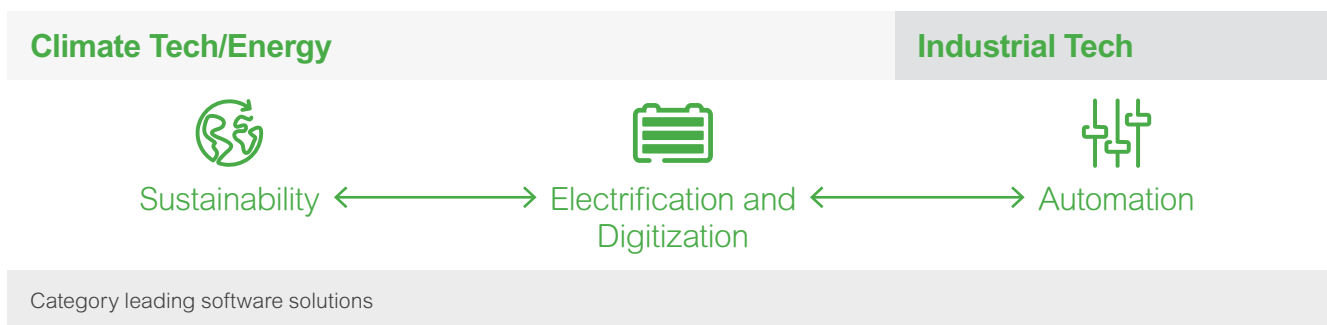 Climate Tech/Energy
Industrial Tech
Sustainability
Electrification and
Digitization
Automation
Category leading software solutions